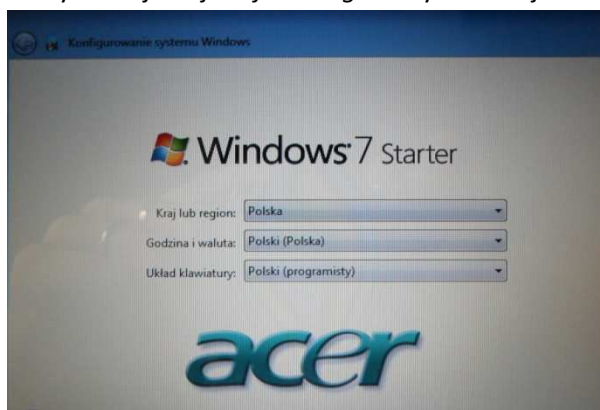 Konfigurowanie systemu Windows
Windows 7 Starter
Kraj lub region: Polska
Godzina i waluta: Polski (Polska)
Układ klawiatury: Polski (programisty)
acer